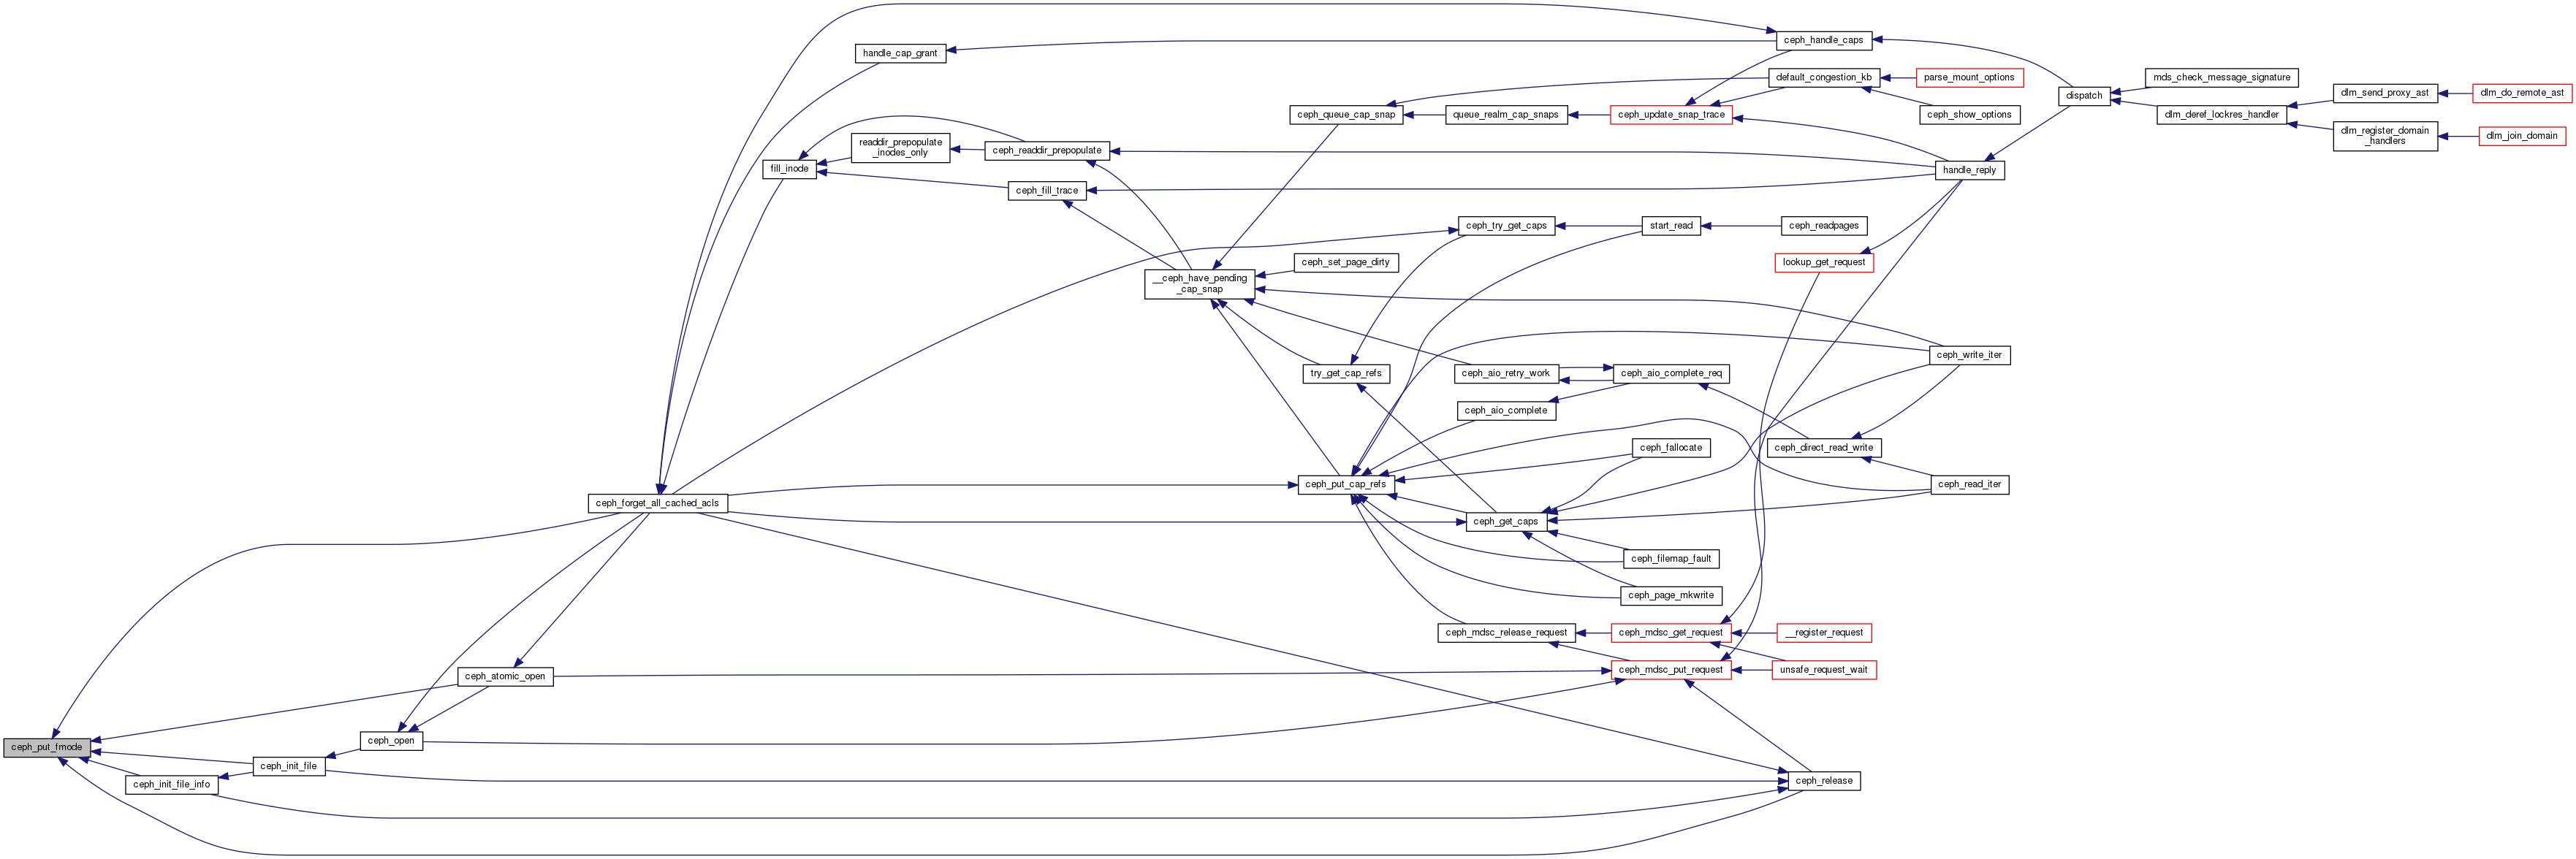 ceph_put_fmode
ceph_forget_all_cached_acls
handle_cap_grant
ceph_handle_caps
dispatch
mds_check_message_signature
dlm_deref_lockres_handler
dlm_send_proxy_ast
dlm_do_remote_ast
dlm_register_domain
_handlers
dlm_join_domain
fill_inode
readdir_prepopulate
_inodes_only
ceph_readdir_prepopulate
ceph_fill_trace
handle_reply
__ceph_have_pending
_cap_snap
ceph_queue_cap_snap
default_congestion_kb
parse_mount_options
ceph_show_options
queue_realm_cap_snaps
ceph_update_snap_trace
ceph_set_page_dirty
ceph_try_get_caps
start_read
ceph_readpages
lookup_get_request
try_get_cap_refs
ceph_aio_retry_work
ceph_aio_complete_req
ceph_aio_complete
ceph_write_iter
ceph_direct_read_write
ceph_read_iter
ceph_put_cap_refs
ceph_fallocate
ceph_get_caps
ceph_filemap_fault
ceph_page_mkwrite
ceph_mdsc_release_request
ceph_mdsc_get_request
__register_request
ceph_mdsc_put_request
unsafe_request_wait
ceph_atomic_open
ceph_open
ceph_init_file
ceph_init_file_info
ceph_release